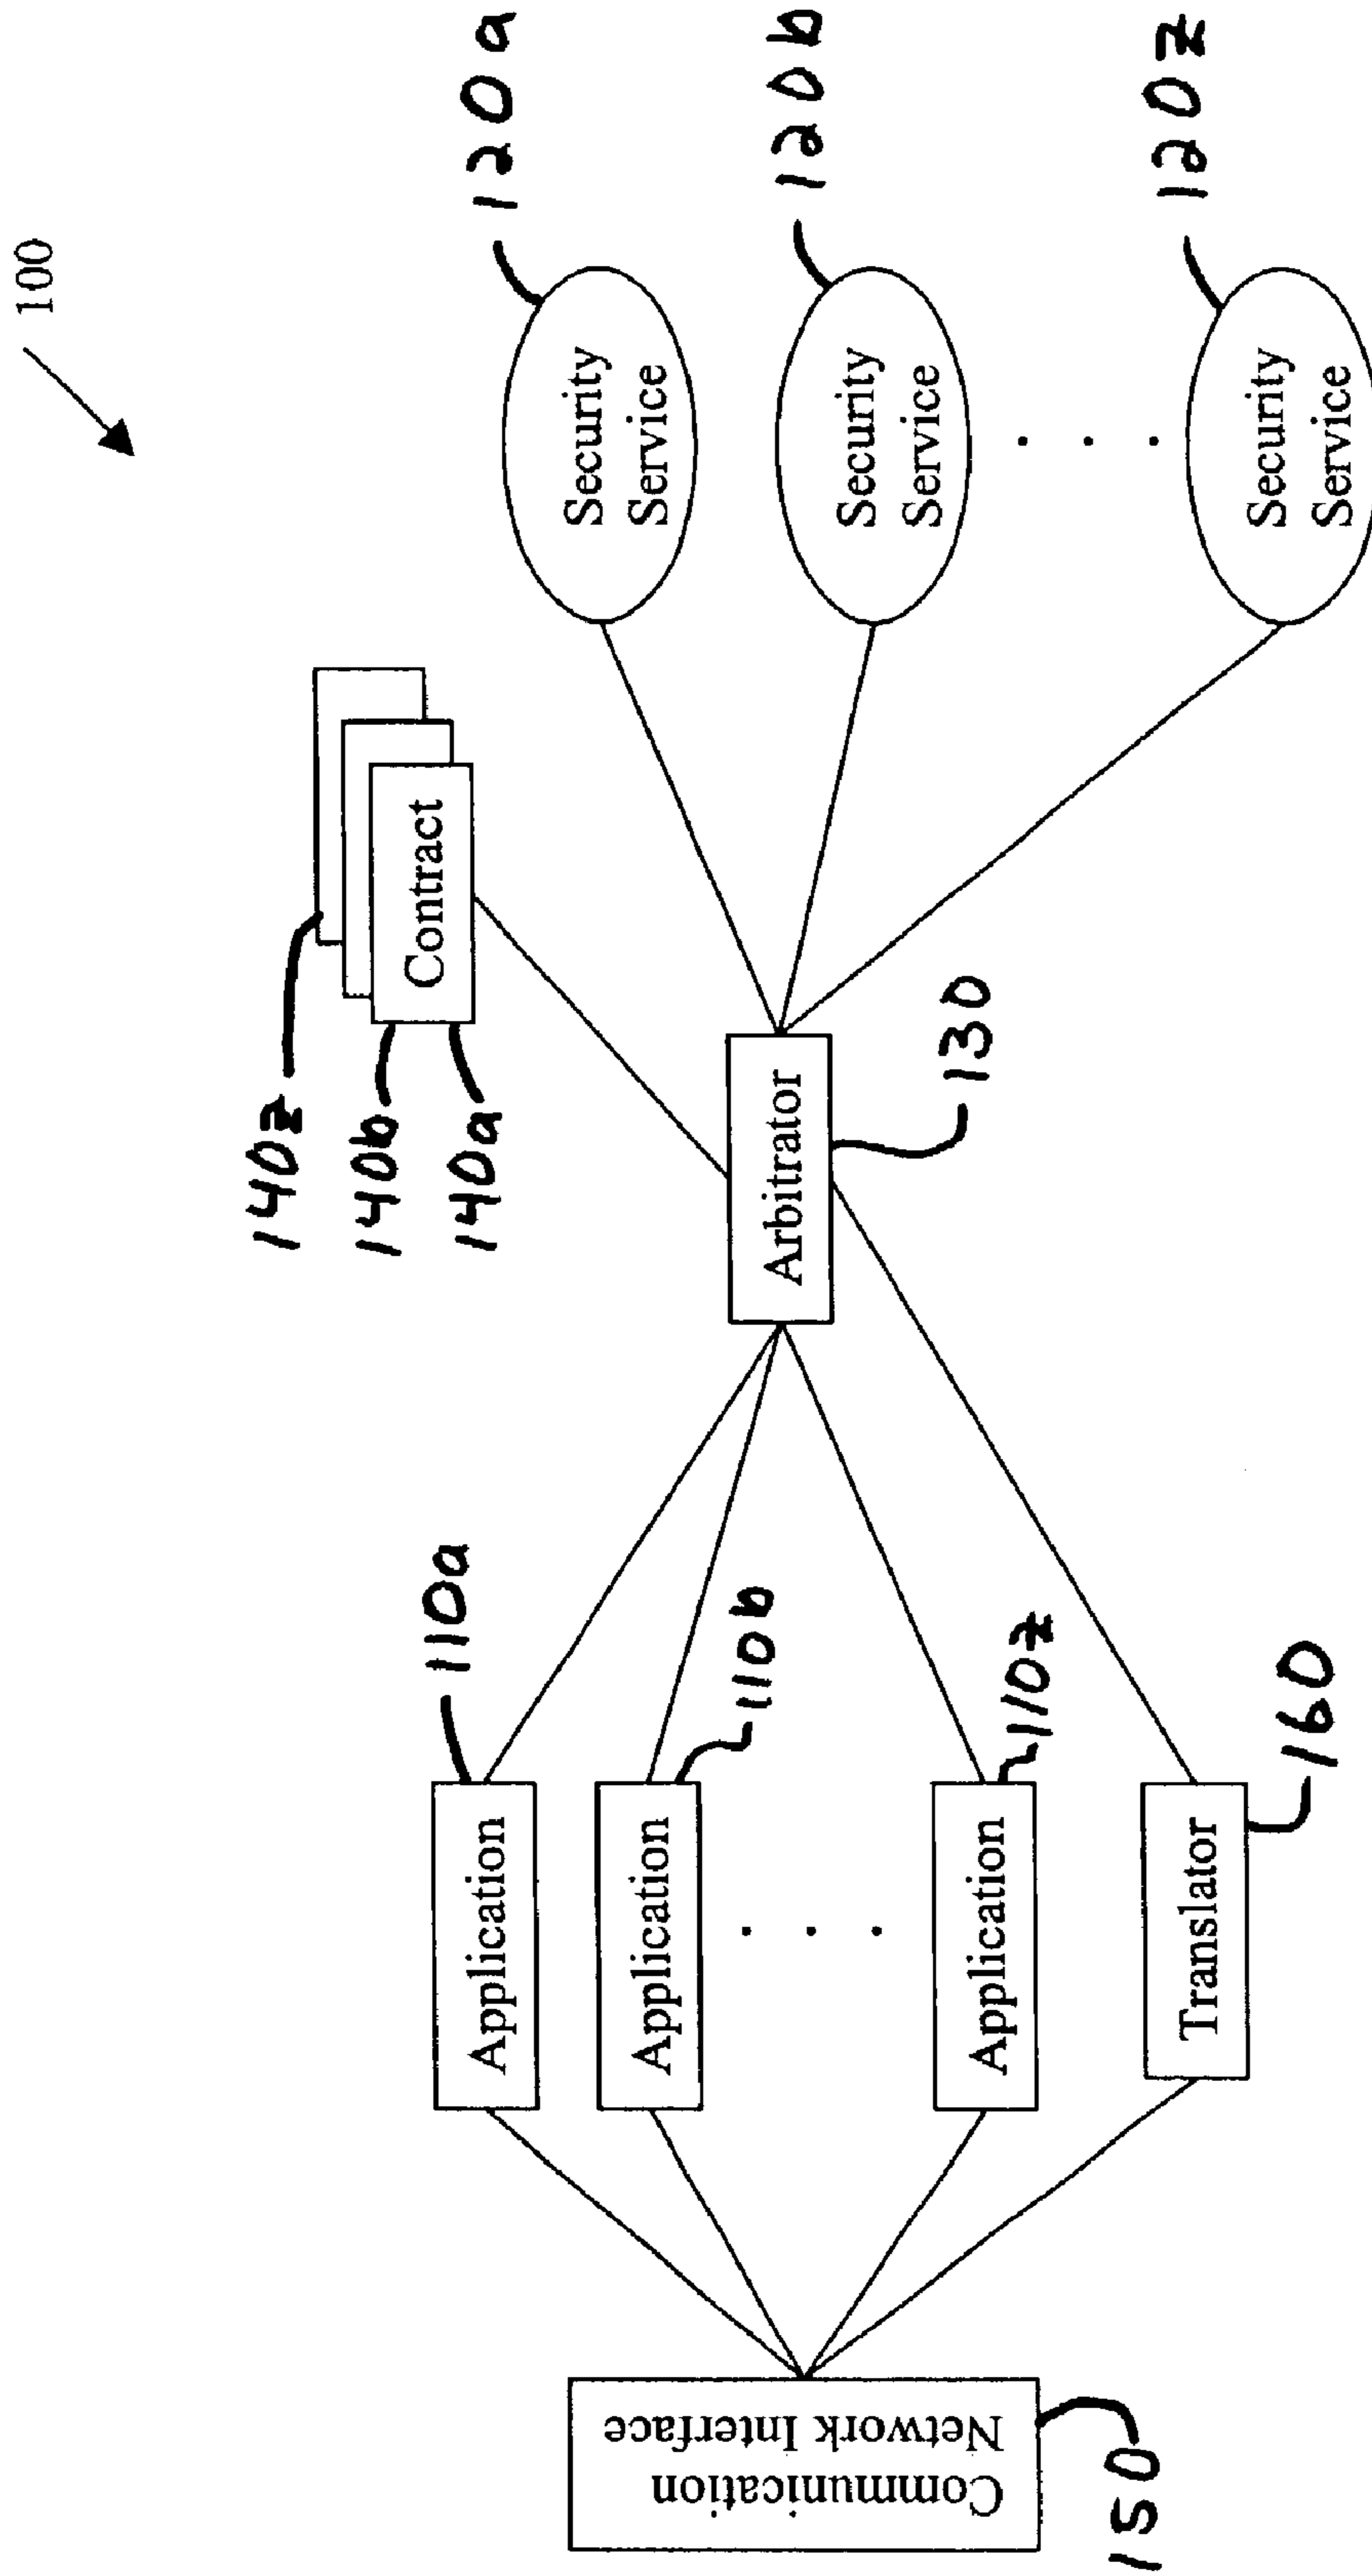 100
120a
120b
120z
Security
Service
Security
Service
Security
Service
Contract
140z
140b
140a
Arbitrator
130
110a
110b
110z
160
Application
Application
Application
Translator
Communication
Network Interface
150